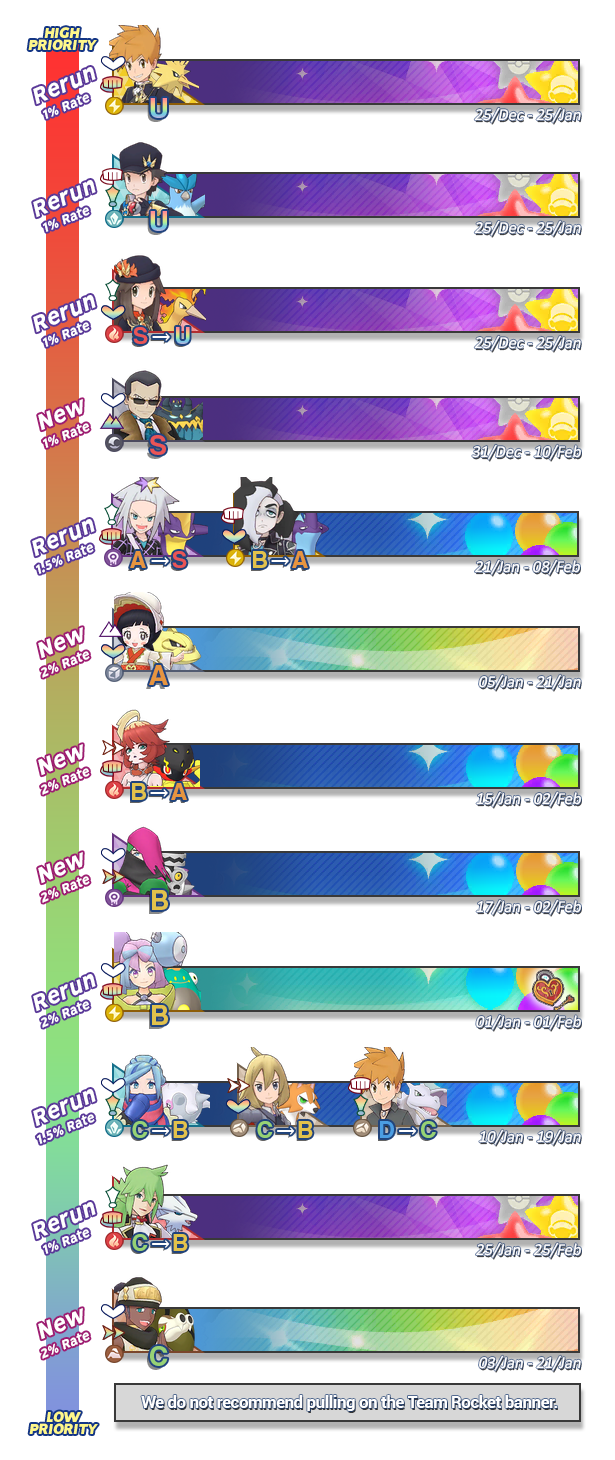 HIGH
PRIORITY
Rerun
1% Rate
U
25/Dec - 25/Jan
Rerun
1% Rate
U
25/Dec - 25/Jan
Rerun
1% Rate
S→U
25/Dec - 25/Jan
New
1% Rate
S
31/Dec - 10/Feb
Rerun
1.5% Rate
A→S
B→A
21/Jan - 08/Feb
New
2% Rate
A
05/Jan - 21/Jan
New
2% Rate
B→A
15/Jan - 02/Feb
New
2% Rate
B
17/Jan - 02/Feb
Rerun
2% Rate
B
01/Jan - 01/Feb
Rerun
1.5% Rate
C→B
C→B
D→C
10/Jan - 19/Jan
Rerun
1% Rate
C→B
25/Jan - 25/Feb
New
2% Rate
C
03/Jan - 21/Jan
We do not recommend pulling on the Team Rocket banner.
LOW
PRIORITY